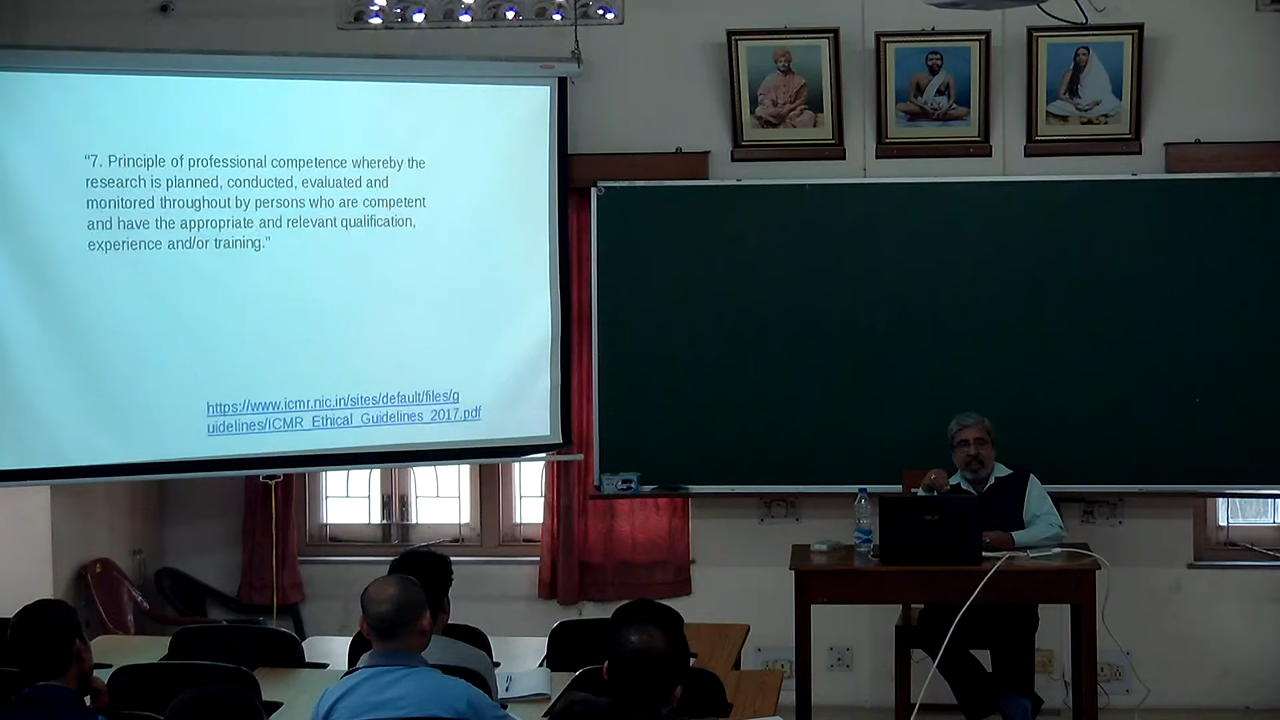 "7. Principle of professional competence whereby the
research is planned, conducted, evaluated and
monitored throughout by persons who are competent
and have the appropriate and relevant qualification,
experience and/or training."
https://www.icmr.nic.in/sites/default/files/g
uidelines/ICMR_Ethical_Guidelines_2017.pdf